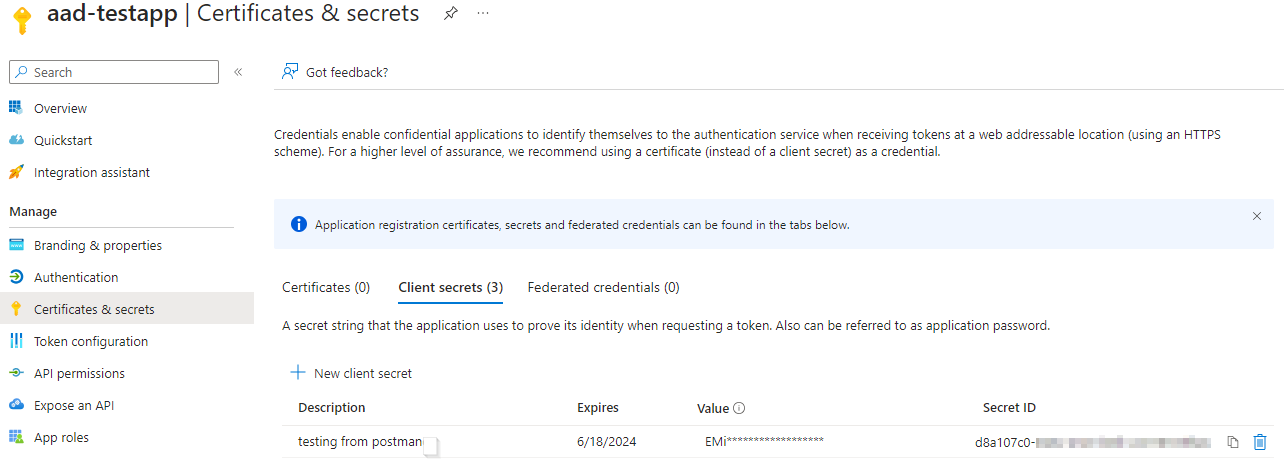 aad-testapp | Certificates & secrets
Search
Got feedback?
Overview
Quickstart
Integration assistant
Manage
Branding & properties
Authentication
Certificates & secrets
Token configuration
API permissions
Expose an API
App roles
Credentials enable confidential applications to identify themselves to the authentication service when receiving tokens at a web addressable location (using an HTTPS
scheme). For a higher level of assurance, we recommend using a certificate (instead of a client secret) as a credential.
Application registration certificates, secrets and federated credentials can be found in the tabs below.
Certificates (0) Client secrets (3) Federated credentials (0)
A secret string that the application uses to prove its identity when requesting a token. Also can be referred to as application password.
New client secret
Description Expires Value Secret ID
testing from postman 6/18/2024 EMi****************** d8a107c0-